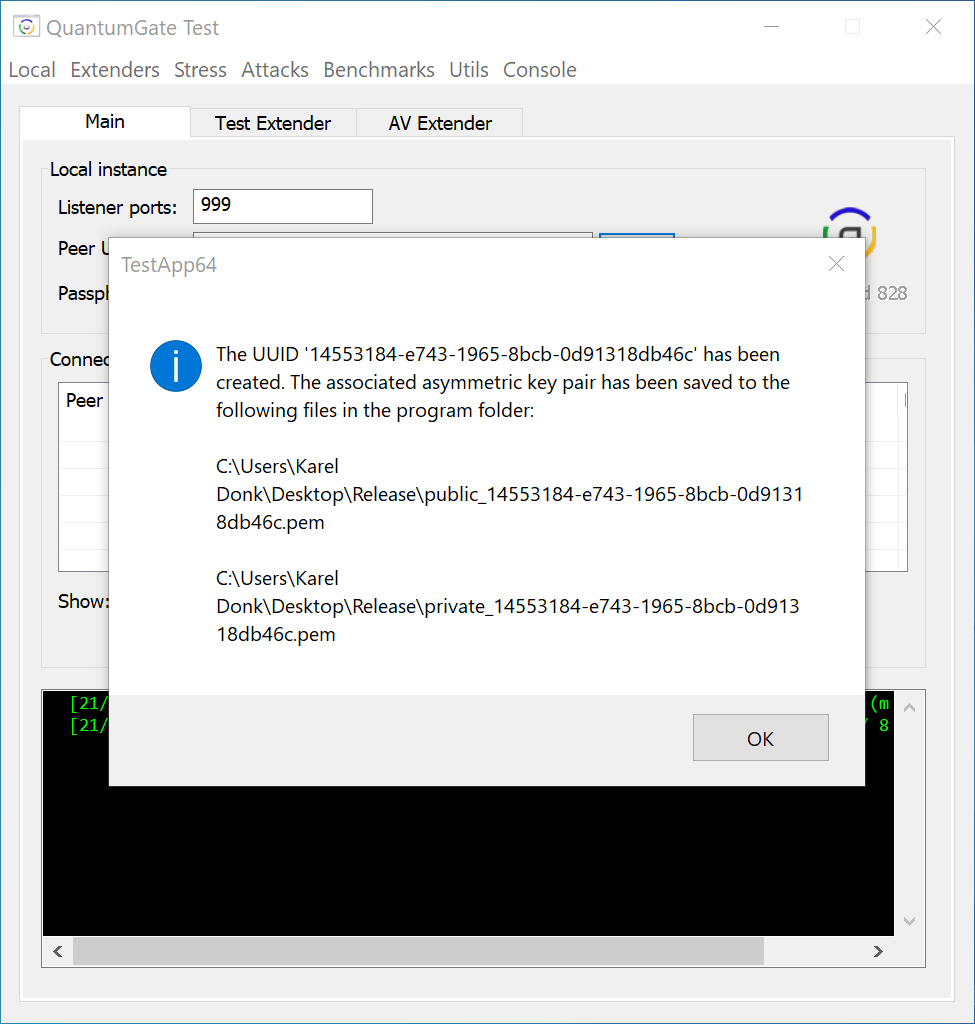 QuantumGate Test
Local Extenders Stress Attacks Benchmarks Utils Console
Main Test Extender AV Extender
Local instance
Listener ports: 999
Peer U
Passph
828
TestApp64
The UUID '14553184-e743-1965-8bcb-0d91318db46c' has been
created. The associated asymmetric key pair has been saved to the
following files in the program folder:
C:\Users\Karel
Donk\Desktop\Release\public_14553184-e743-1965-8bcb-0d9131
8db46c.pem
C:\Users\Karel
Donk\Desktop\Release\private_14553184-e743-1965-8bcb-0d913
18db46c.pem
OK
Connec
Peer
Show:
[21/ (m
[21/ 8